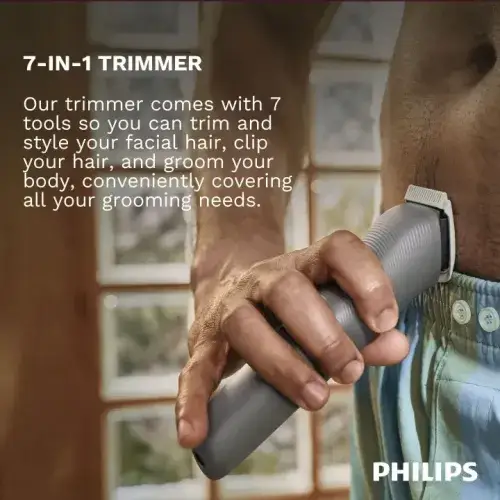 7-IN-1 TRIMMER
Our trimmer comes with 7
tools so you can trim and
style your facial hair, clip
your hair, and groom your
body, conveniently covering
all your grooming needs.
PHILIPS